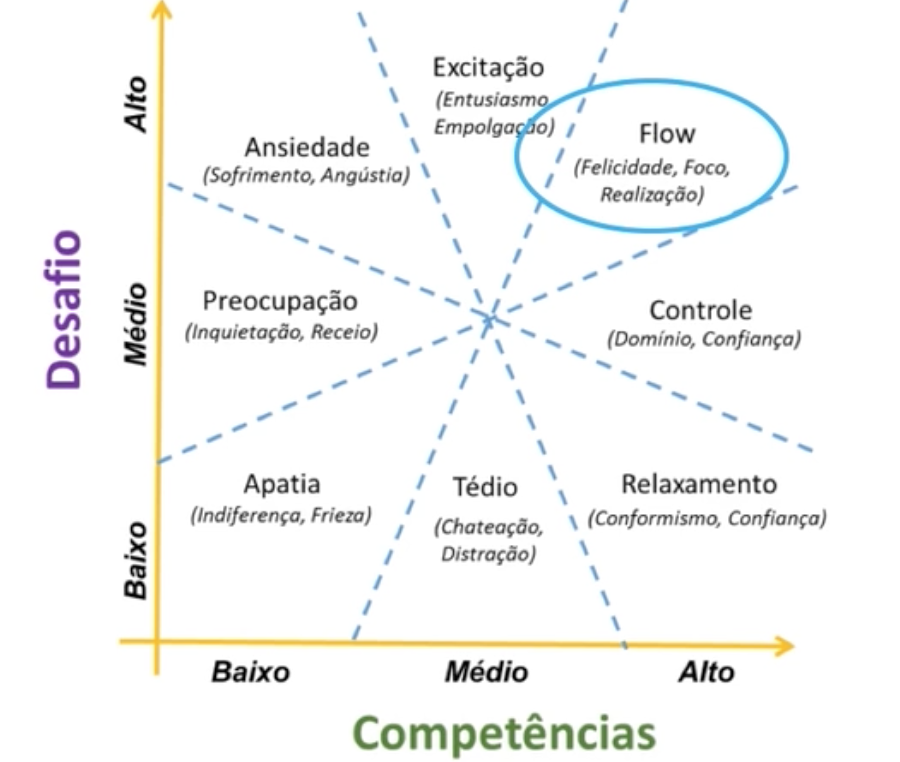 Excitação
(Entusiasmo
Empolgação)
Flow
(Felicidade, Foco,
Realização)
Ansiedade
(Sofrimento, Angústia)
Preocupação
(Inquietação, Receio)
Controle
(Domínio, Confiança)
Apatia
(Indiferença, Frieza)
Tédio
(Chateação,
Distração)
Relaxamento
(Conformismo, Confiança)
Desafio
Alto
Médio
Baixo
Baixo
Médio
Alto
Competências